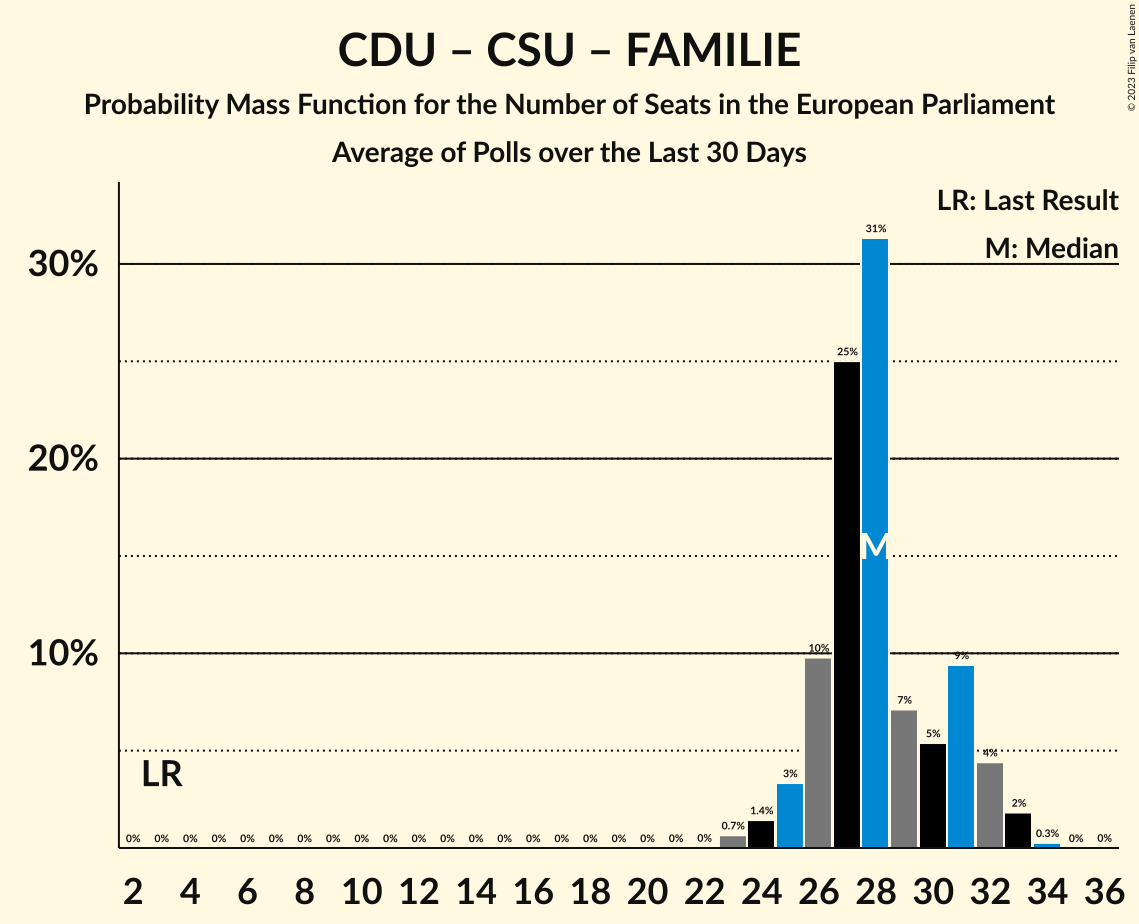 CDU – CSU – FAMILIE
Probability Mass Function for the Number of Seats in the European Parliament
Average of Polls over the Last 30 Days
© 2023 Filip van Laenen
LR: Last Result
M: Median
30%
20%
10%
31%
25%
M
10%
9%
7%
5%
4%
3%
2%
1.4%
0.7%
0.3%
LR
0% 0% 0% 0% 0% 0% 0% 0% 0% 0% 0% 0% 0% 0% 0% 0% 0% 0% 0% 0% 0% 0% 0%
2 4 6 8 10 12 14 16 18 20 22 24 26 28 30 32 34 36